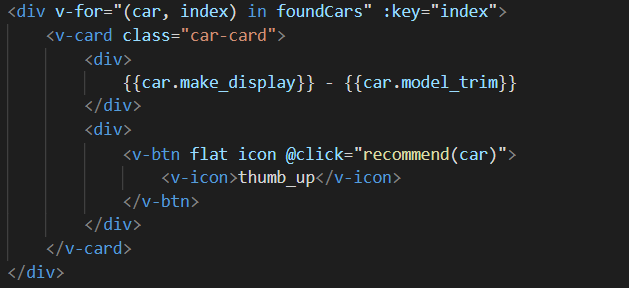 <div v-for="(car, index) in foundCars" :key="index">
    <v-card class="car-card">
        <div>
            {{car.make_display}} - {{car.model_trim}}
        </div>
        <div>
            <v-btn flat icon @click="recommend(car)">
                <v-icon>thumb_up</v-icon>
            </v-btn>
        </div>
    </v-card>
</div>